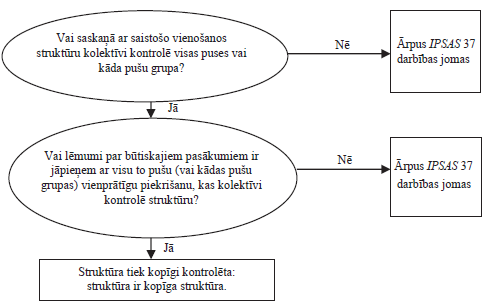 Vai saskaņā ar saistošo vienošanos
struktūru kolektīvi kontrolē visas puses vai
kāda pušu grupa?
Nē
Ārpus IPSAS 37
darbības jomas
Jā
Vai lēmumi par būtiskajiem pasākumiem ir
jāpieņem ar visu to pušu (vai kādas pušu
grupas) vienprātīgu piekrišanu, kas kolektīvi
kontrolē struktūru?
Nē
Ārpus IPSAS 37
darbības jomas
Jā
Struktūra tiek kopīgi kontrolēta:
struktūra ir kopīga struktūra.